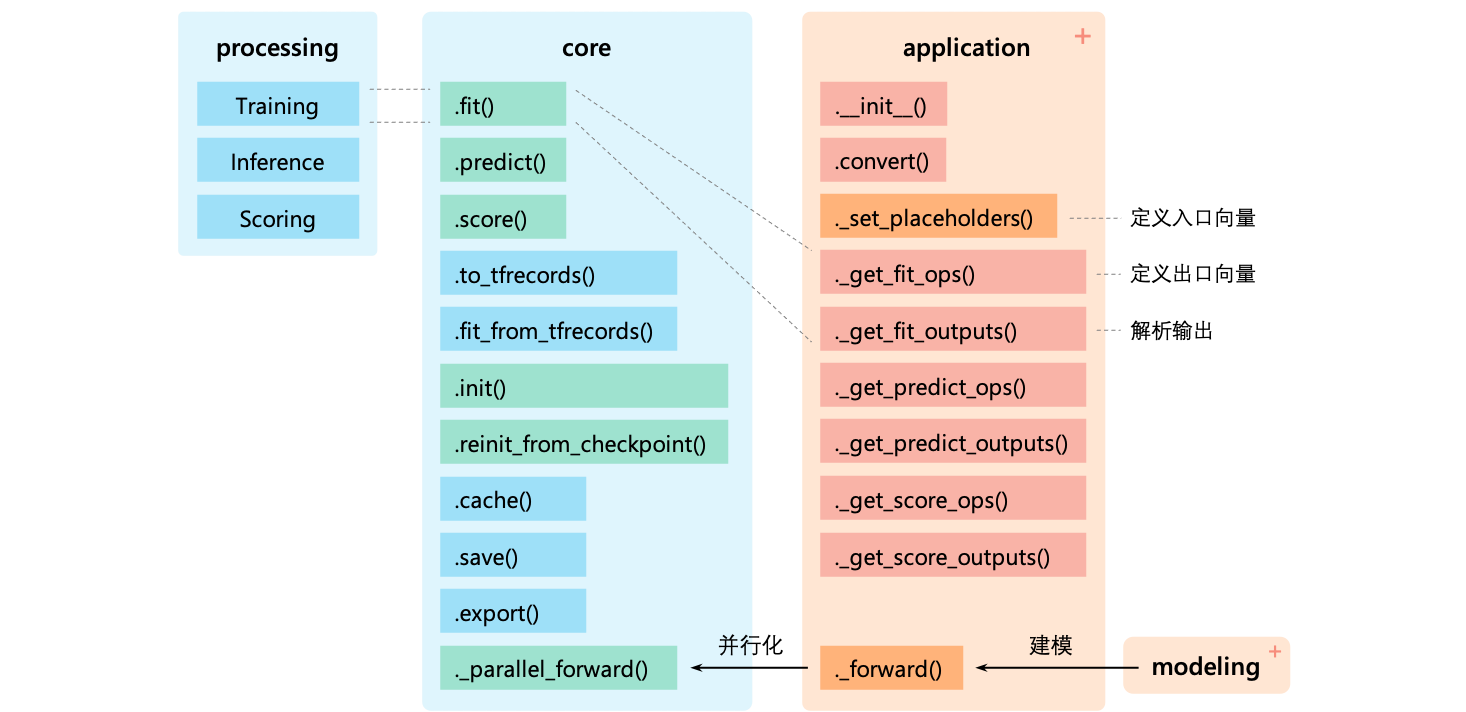 processing
Training
Inference
Scoring
core
.fit()
.predict()
.score()
.to_tfrecords()
.fit_from_tfrecords()
.init()
.reinit_from_checkpoint()
.cache()
.save()
.export()
._parallel_forward()
并行化
application
+
.__init__()
.convert()
._set_placeholders()
定义入口向量
._get_fit_ops()
定义出口向量
._get_fit_outputs()
解析输出
._get_predict_ops()
._get_predict_outputs()
._get_score_ops()
._get_score_outputs()
._forward()
建模
modeling
+